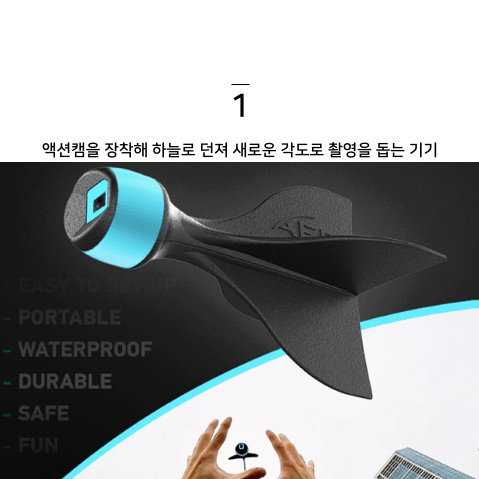 1
액션캠을 장착해 하늘로 던져 새로운 각도로 촬영을 돕는 기기
- EASY TO SET UP
- PORTABLE
- WATERPROOF
- DURABLE
- SAFE
- FUN